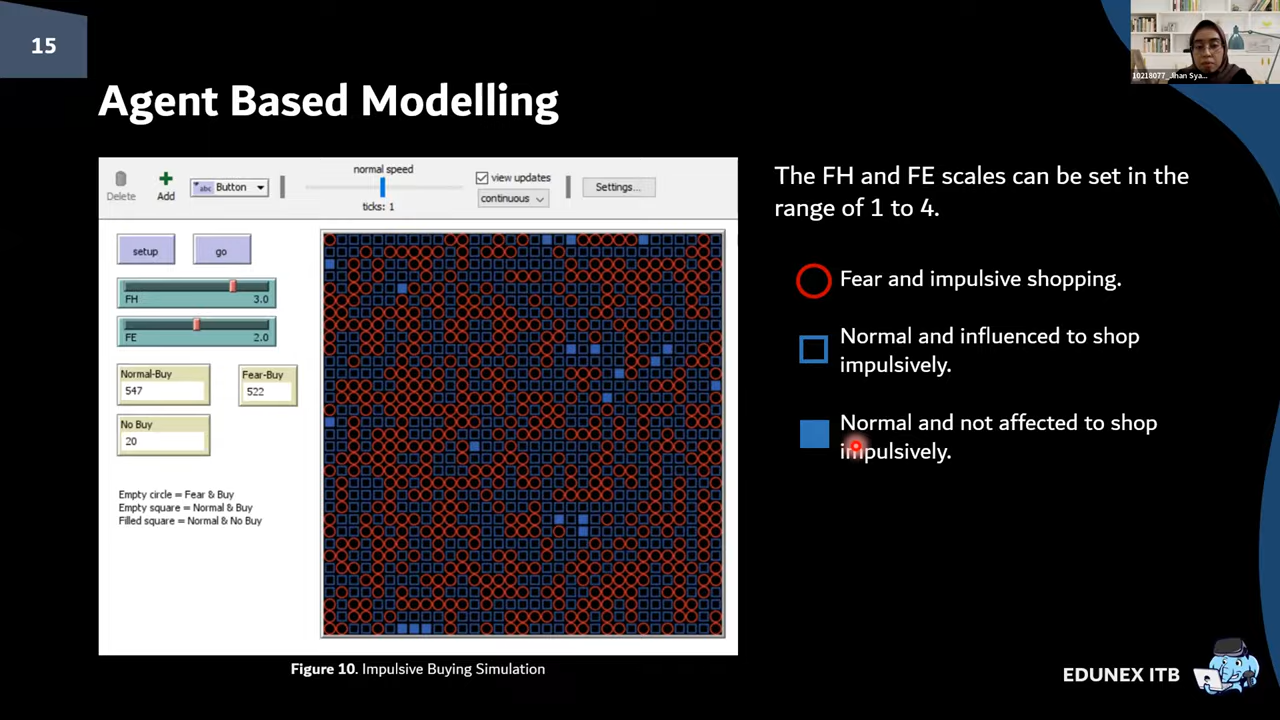 15
10218077_Jihan Sya...
Agent Based Modelling
normal speed
view updates
Delete
Add
abc Button
continuous
Settings...
ticks: 1
setup
go
FH
3.0
FE
2.0
Normal-Buy
547
Fear-Buy
522
No Buy
20
Empty circle = Fear & Buy
Empty square = Normal & Buy
Filled square = Normal & No Buy
Figure 10. Impulsive Buying Simulation
The FH and FE scales can be set in the
range of 1 to 4.
Fear and impulsive shopping.
Normal and influenced to shop
impulsively.
Normal and not affected to shop
impulsively.
EDUNEX ITB